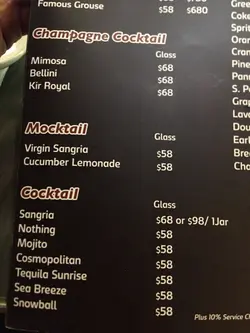 Famous Grouse $58 $680
Champagne Cocktail
Glass
Mimosa $68
Bellini $68
Kir Royal $68
Mocktail
Glass
Virgin Sangria $58
Cucumber Lemonade $58
Cocktail
Glass
Sangria $68 or $98/ 1Jar
Nothing $58
Mojito $58
Cosmopolitan $58
Tequila Sunrise $58
Sea Breeze $58
Snowball $58
Plus 10% Service